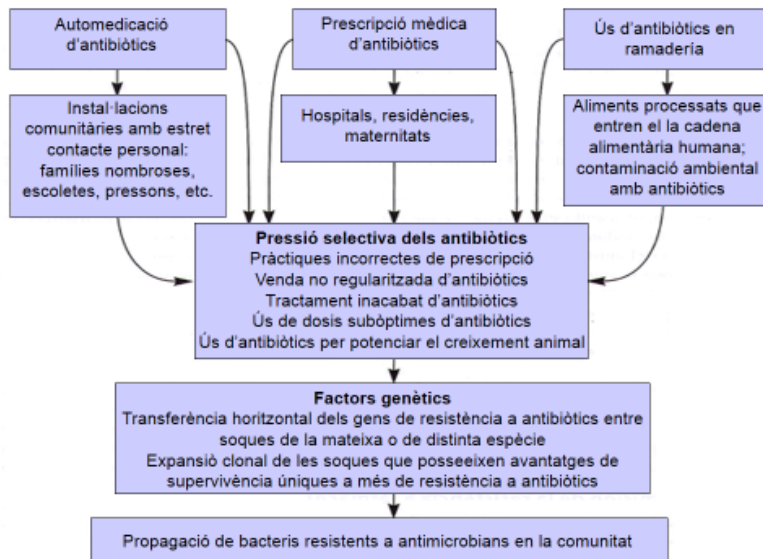 Automedicació
d'antibiòtics
Prescripció mèdica
d'antibiòtics
Ús d'antibiòtics en
ramaderia
Instal·lacions
comunitàries amb estret
contacte personal:
famílies nombroses,
escoletes, pressons, etc.
Hospitals, residències,
maternitats
Aliments processats que
entren el la cadena
alimentària humana;
contaminació ambiental
amb antibiòtics
Pressió selectiva dels antibiòtics
Pràctiques incorrectes de prescripció
Venda no regularitzada d'antibiòtics
Tractament inacabat d'antibiòtics
Ús de dosis subòptimes d'antibiòtics
Ús d'antibiòtics per potenciar el creixement animal
Factors genètics
Transferència horitzontal dels gens de resistència a antibiòtics entre
soques de la mateixa o de distinta espècie
Expansió clonal de les soques que posseeixen avantatges de
supervivència úniques a més de resistència a antibiòtics
Propagació de bacteris resistents a antimicrobians en la comunitat